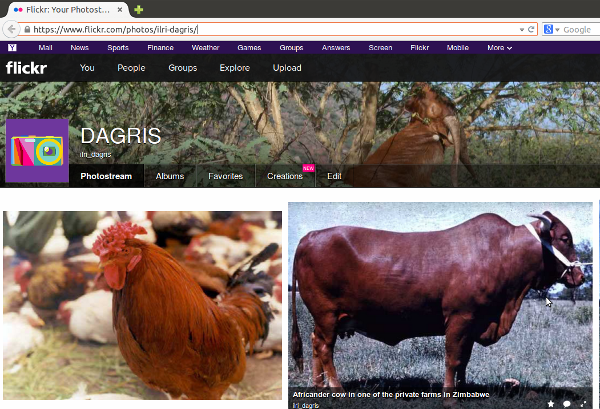 Flickr: Your Photost...
https://www.flickr.com/photos/ilri-dagris/
Google
Y Mail News Sports Finance Weather Games Groups Answers Screen Flickr Mobile More
flickr You People Groups Explore Upload
DAGRIS
ilri_dagris
NEW
Photostream Albums Favorites Creations Edit
Africander cow in one of the private farms in Zimbabwe
ilri_dagris